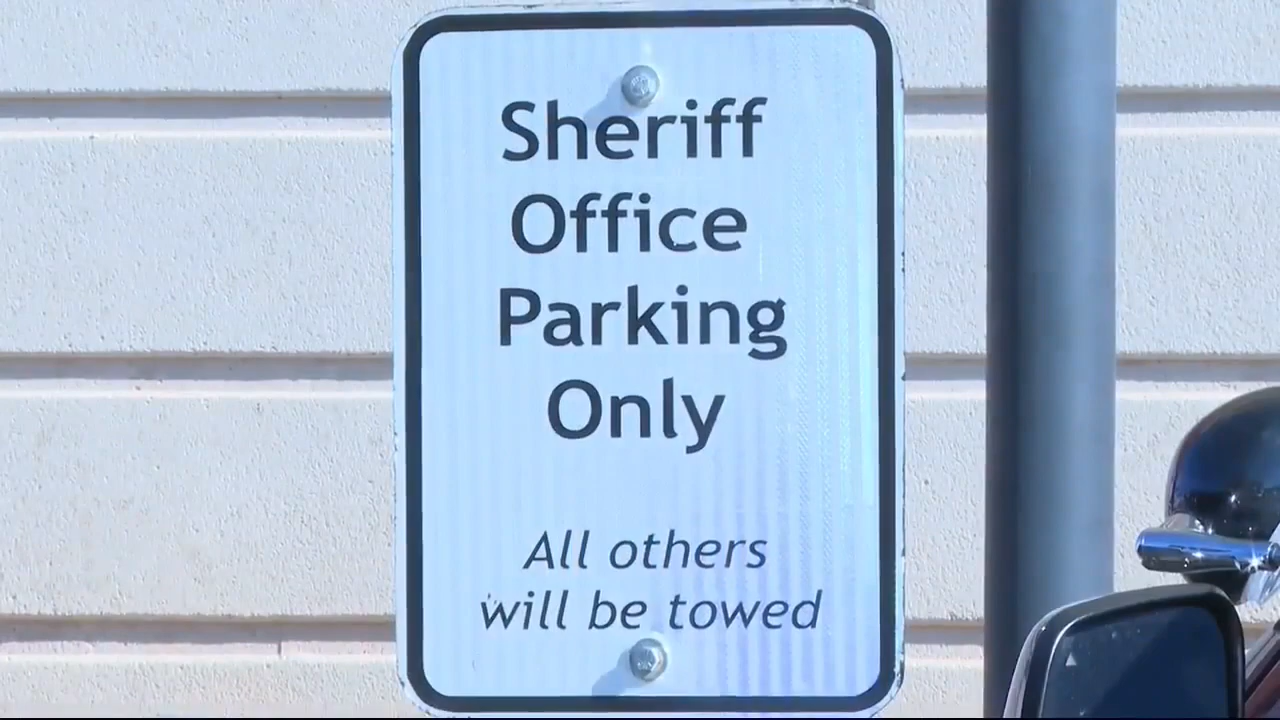 Sheriff
Office
Parking
Only
All others
will be towed